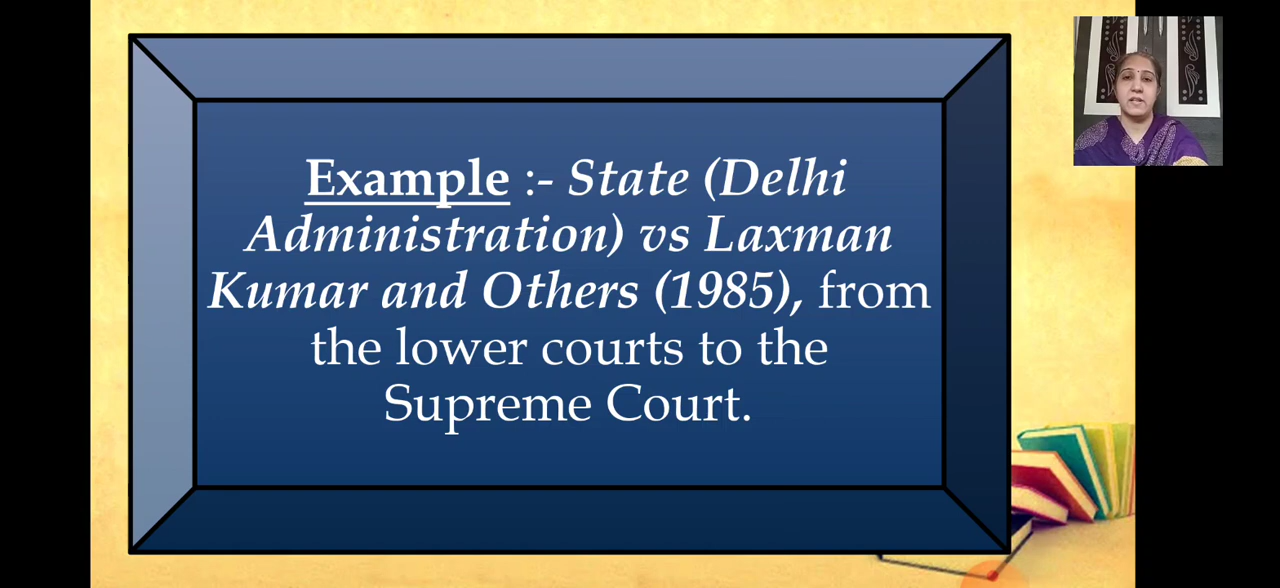 Example :- State (Delhi
Administration) vs Laxman
Kumar and Others (1985), from
the lower courts to the
Supreme Court.